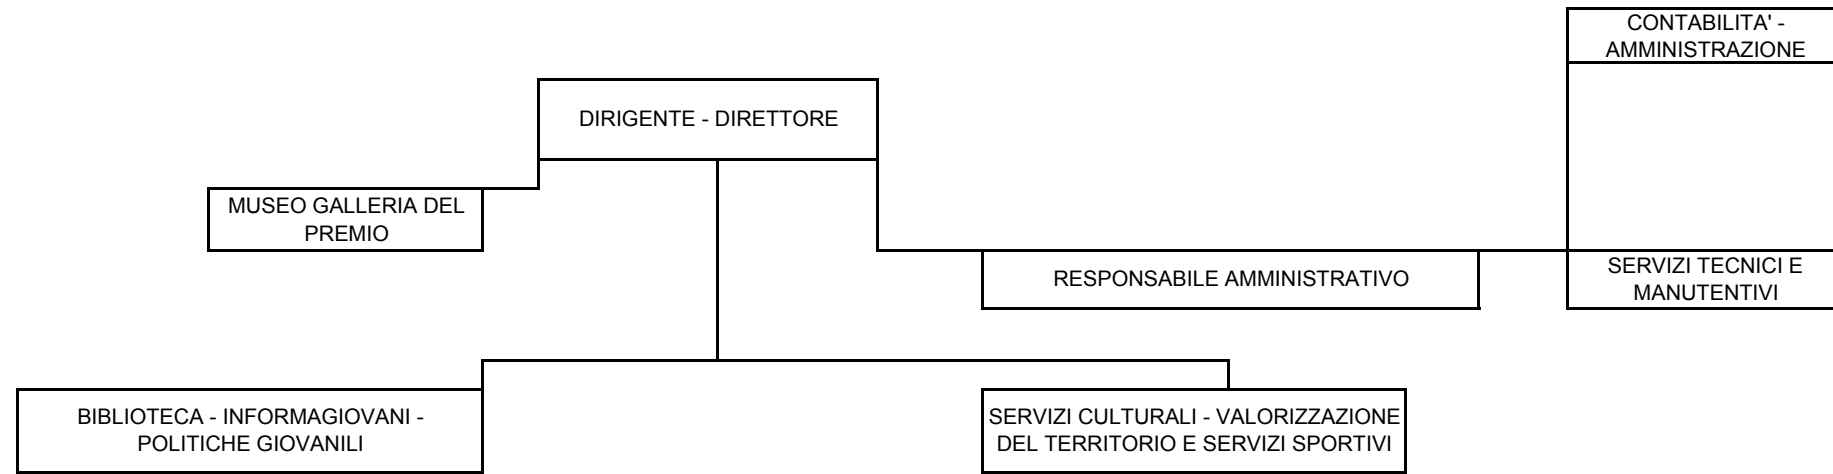 CONTABILITA' -
AMMINISTRAZIONE
DIRIGENTE - DIRETTORE
MUSEO GALLERIA DEL
PREMIO
RESPONSABILE AMMINISTRATIVO
SERVIZI TECNICI E
MANUTENTIVI
BIBLIOTECA - INFORMAGIOVANI -
POLITICHE GIOVANILI
SERVIZI CULTURALI - VALORIZZAZIONE
DEL TERRITORIO E SERVIZI SPORTIVI